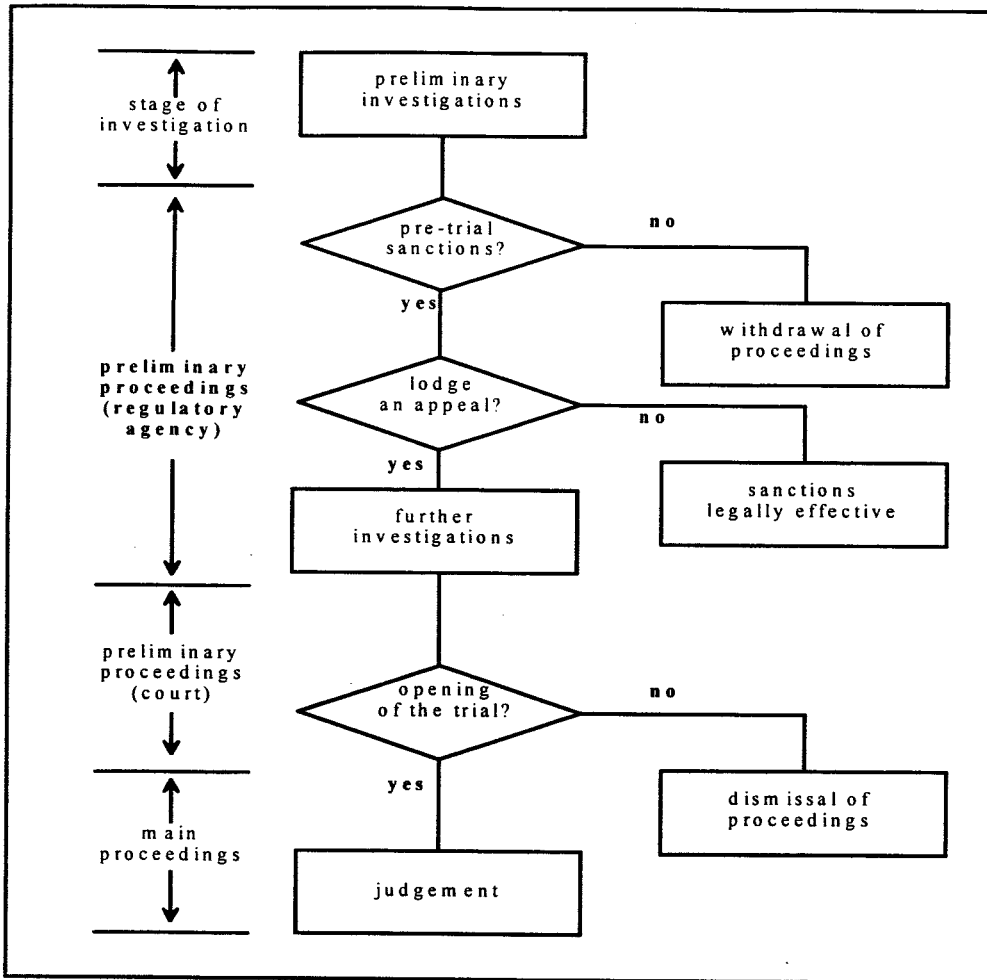 preliminary
investigations
stage of
investigation
pre-trial
sanctions?
no
yes
withdrawal of
proceedings
preliminary
proceedings
(regulatory
agency)
lodge
an appeal?
no
yes
sanctions
legally effective
further
investigations
preliminary
proceedings
(court)
opening
of the trial?
no
yes
dismissal of
proceedings
main
proceedings
judgement